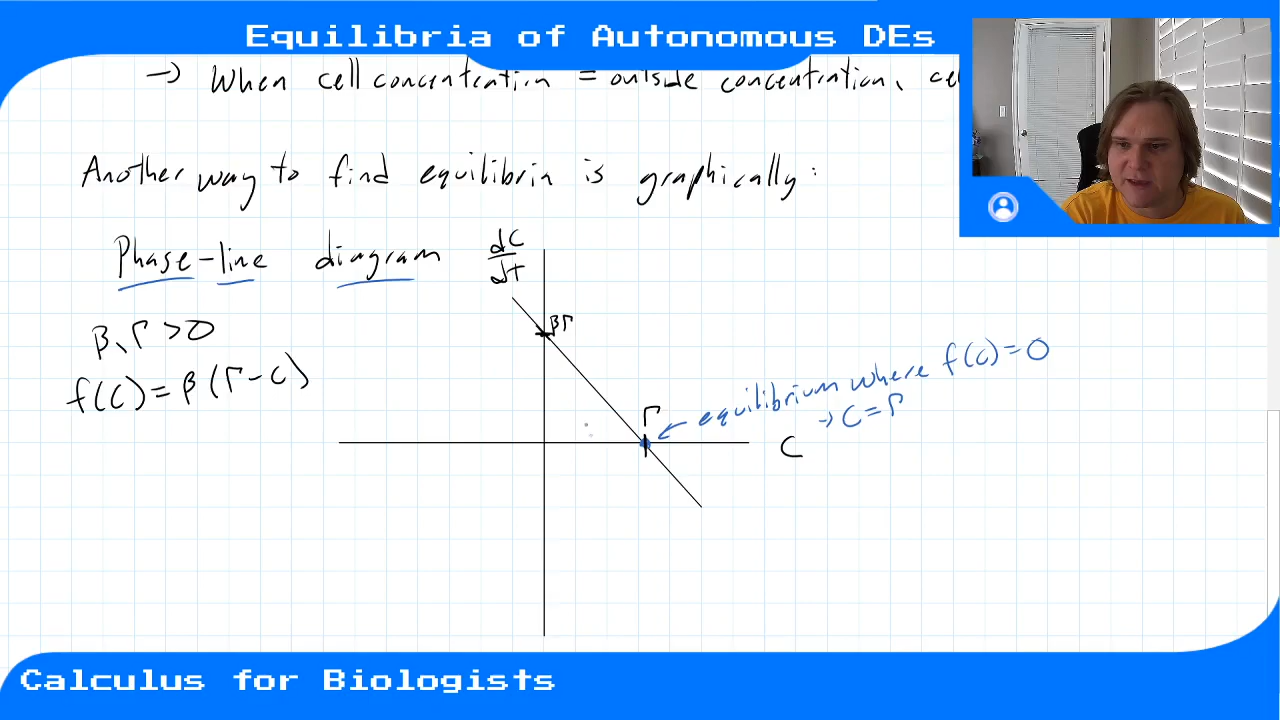 Equilibria of Autonomous DEs
→ When cell concentration = outside concentration,
Another way to find equilibria is graphically:
Phase-line diagram
dC
dt
β, Γ > 0
f(C) = β(Γ - C)
βΓ
Γ
equilibrium where f(C) = 0
→ C = Γ
C
Calculus for Biologists